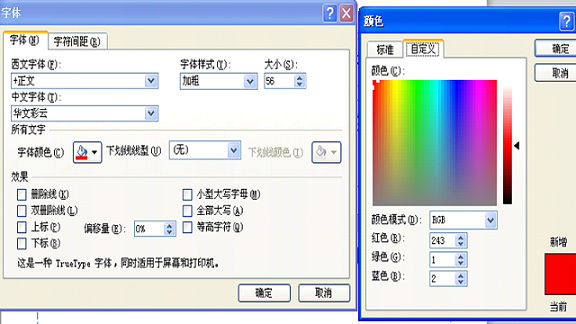 字体
字体(N)
字符间距(R)
西文字体(F):
+正文
字体样式(Y):
加粗
大小(S):
56
中文字体(T):
华文彩云
所有文字
字体颜色(C)
下划线线型(U)
(无)
下划线颜色(I)
效果
删除线(K)
双删除线(L)
上标(P)
偏移量(E):
0%
下标(B)
小型大写字母(M)
全部大写(A)
等高字符(Q)
这是一种 TrueType 字体,同时适用于屏幕和打印机。
确定
取消
颜色
标准
自定义
确定
取消
颜色(C):
颜色模式(D):
RGB
红色(R):
243
绿色(G):
1
蓝色(B):
2
新增
当前